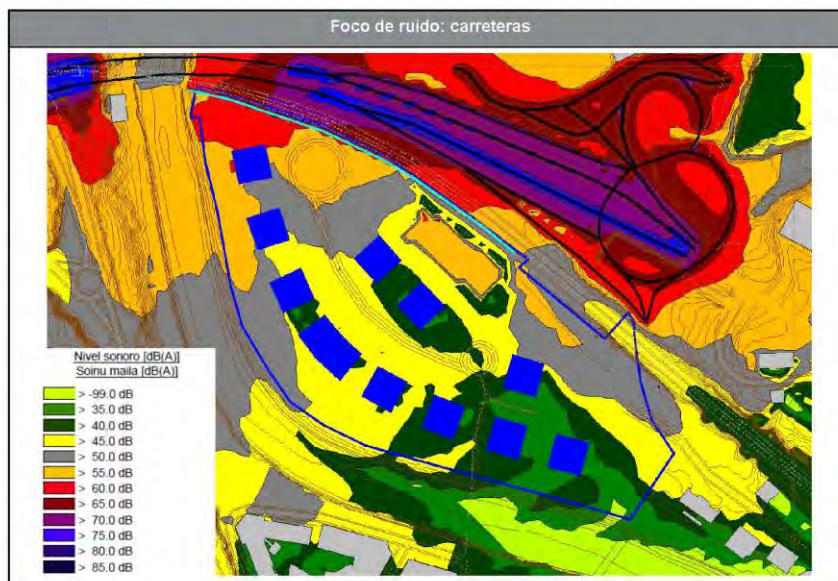 Foco de ruido: carreteras
Nivel sonoro [dB(A)]
Soinu maila [dB(A)]
> -99.0 dB
> 35.0 dB
> 40.0 dB
> 45.0 dB
> 50.0 dB
> 55.0 dB
> 60.0 dB
> 65.0 dB
> 70.0 dB
> 75.0 dB
> 80.0 dB
> 85.0 dB